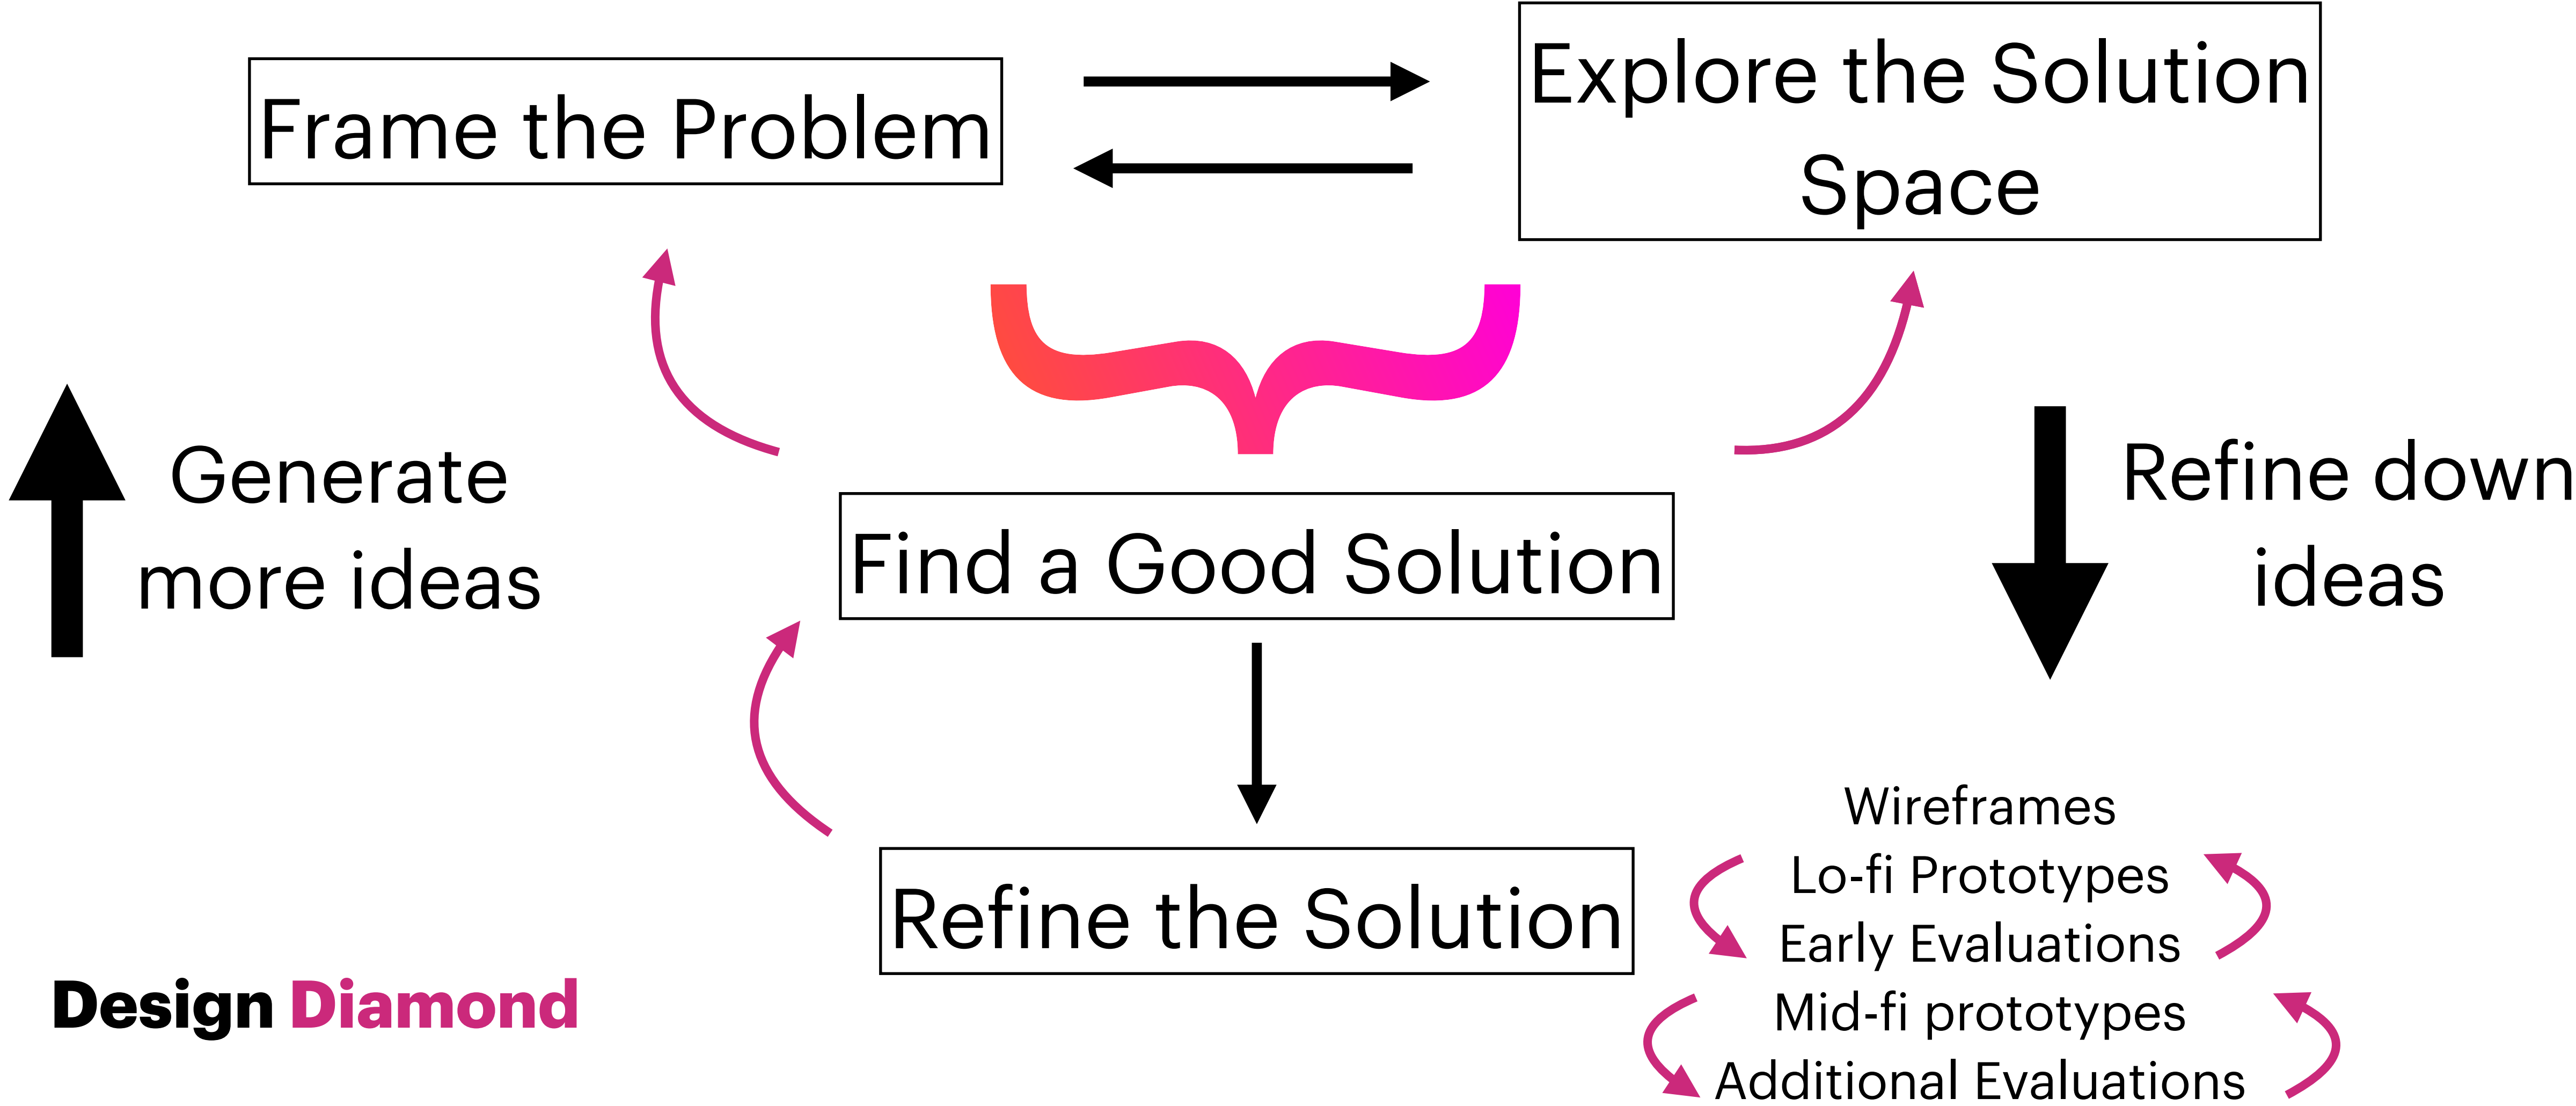 Frame the Problem
Explore the Solution
Space
Generate
more ideas
Find a Good Solution
Refine down
ideas
Refine the Solution
Wireframes
Lo-fi Prototypes
Early Evaluations
Mid-fi prototypes
Additional Evaluations
Design Diamond